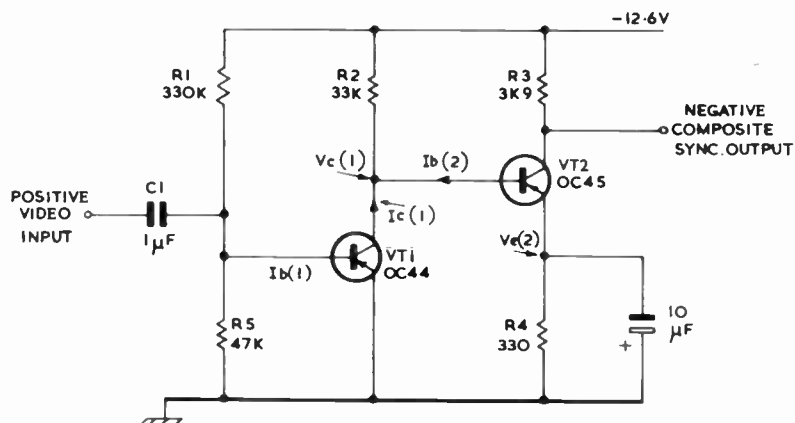 -12·6V
R1
330K
R2
33K
R3
3K9
NEGATIVE
COMPOSITE
SYNC. OUTPUT
Vc(1)
Ib(2)
VT2
OC45
POSITIVE
VIDEO
INPUT
C1
1μF
Ic(1)
Ib(1)
VT1
OC44
Ve(2)
R5
47K
R4
330
10
μF
+